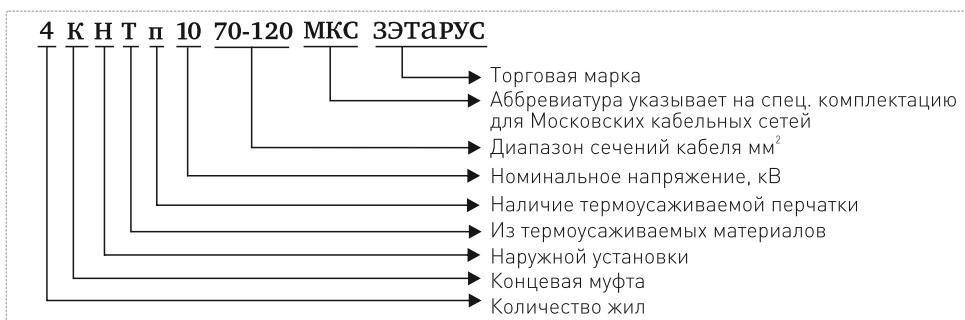 4 К Н Т п 10 70-120 МКС ЗЭТаРУС
Торговая марка
Аббревиатура указывает на спец. комплектацию
для Московских кабельных сетей
Диапазон сечений кабеля мм²
Номинальное напряжение, кВ
Наличие термоусаживаемой перчатки
Из термоусаживаемых материалов
Наружной установки
Концевая муфта
Количество жил